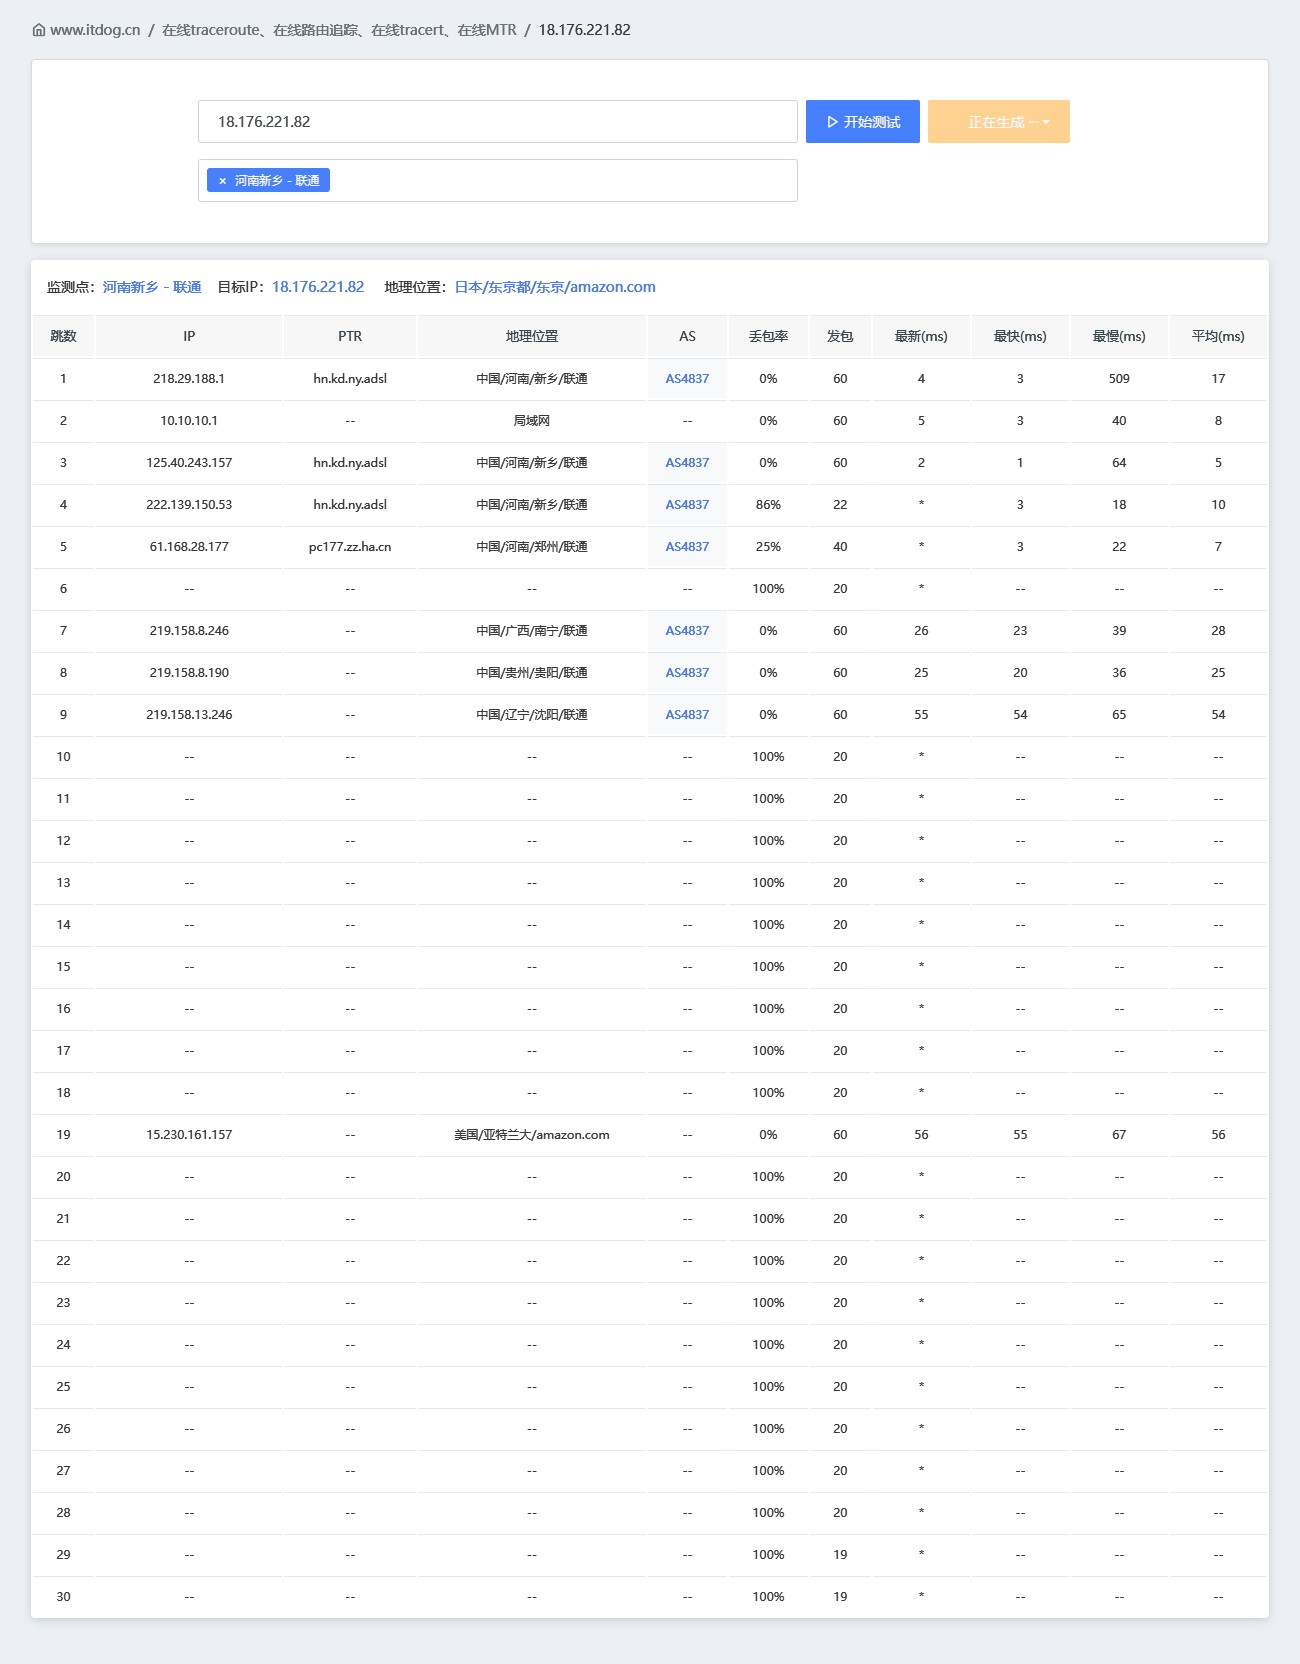 www.itdog.cn / 在线traceroute、在线路由追踪、在线tracert、在线MTR / 18.176.221.82
18.176.221.82 开始测试 正在生成 ···
× 河南新乡 - 联通
监测点：河南新乡 - 联通 目标IP：18.176.221.82 地理位置：日本/东京都/东京/amazon.com
跳数 IP PTR 地理位置 AS 丢包率 发包 最新(ms) 最快(ms) 最慢(ms) 平均(ms)
1 218.29.188.1 hn.kd.ny.adsl 中国/河南/新乡/联通 AS4837 0% 60 4 3 509 17
2 10.10.10.1 -- 局域网 -- 0% 60 5 3 40 8
3 125.40.243.157 hn.kd.ny.adsl 中国/河南/新乡/联通 AS4837 0% 60 2 1 64 5
4 222.139.150.53 hn.kd.ny.adsl 中国/河南/新乡/联通 AS4837 86% 22 * 3 18 10
5 61.168.28.177 pc177.zz.ha.cn 中国/河南/郑州/联通 AS4837 25% 40 * 3 22 7
6 -- -- -- -- 100% 20 * -- -- --
7 219.158.8.246 -- 中国/广西/南宁/联通 AS4837 0% 60 26 23 39 28
8 219.158.8.190 -- 中国/贵州/贵阳/联通 AS4837 0% 60 25 20 36 25
9 219.158.13.246 -- 中国/辽宁/沈阳/联通 AS4837 0% 60 55 54 65 54
10 -- -- -- -- 100% 20 * -- -- --
11 -- -- -- -- 100% 20 * -- -- --
12 -- -- -- -- 100% 20 * -- -- --
13 -- -- -- -- 100% 20 * -- -- --
14 -- -- -- -- 100% 20 * -- -- --
15 -- -- -- -- 100% 20 * -- -- --
16 -- -- -- -- 100% 20 * -- -- --
17 -- -- -- -- 100% 20 * -- -- --
18 -- -- -- -- 100% 20 * -- -- --
19 15.230.161.157 -- 美国/亚特兰大/amazon.com -- 0% 60 56 55 67 56
20 -- -- -- -- 100% 20 * -- -- --
21 -- -- -- -- 100% 20 * -- -- --
22 -- -- -- -- 100% 20 * -- -- --
23 -- -- -- -- 100% 20 * -- -- --
24 -- -- -- -- 100% 20 * -- -- --
25 -- -- -- -- 100% 20 * -- -- --
26 -- -- -- -- 100% 20 * -- -- --
27 -- -- -- -- 100% 20 * -- -- --
28 -- -- -- -- 100% 20 * -- -- --
29 -- -- -- -- 100% 19 * -- -- --
30 -- -- -- -- 100% 19 * -- -- --